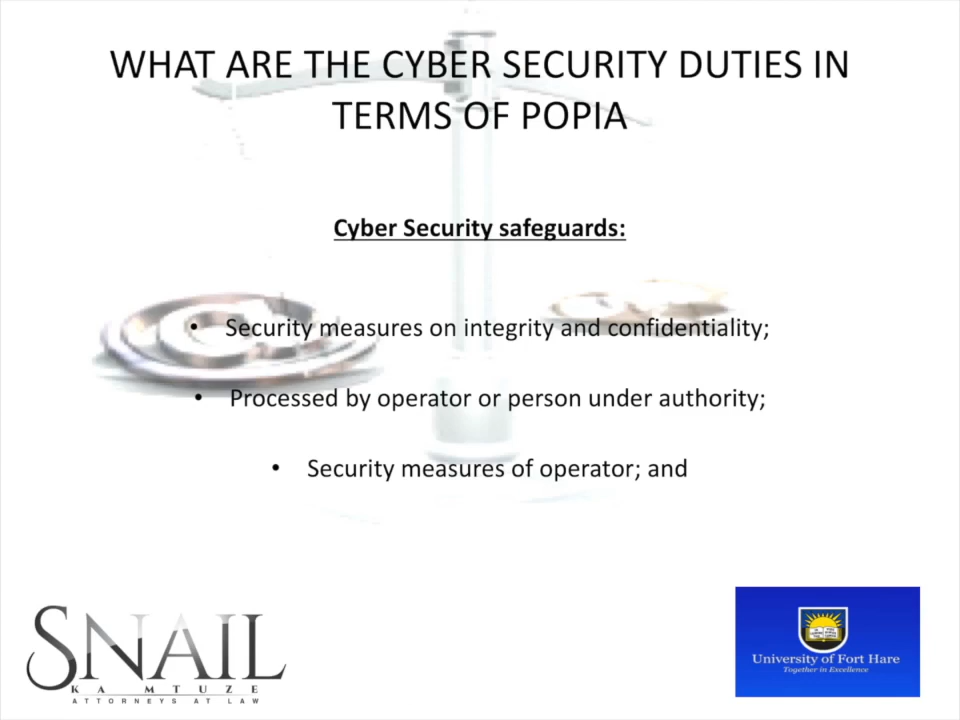 WHAT ARE THE CYBER SECURITY DUTIES IN
TERMS OF POPIA
Cyber Security safeguards:
• Security measures on integrity and confidentiality;
• Processed by operator or person under authority;
• Security measures of operator; and
SNAIL
KA MTUZE
ATTORNEYS AT LAW
University of Fort Hare
Together in Excellence